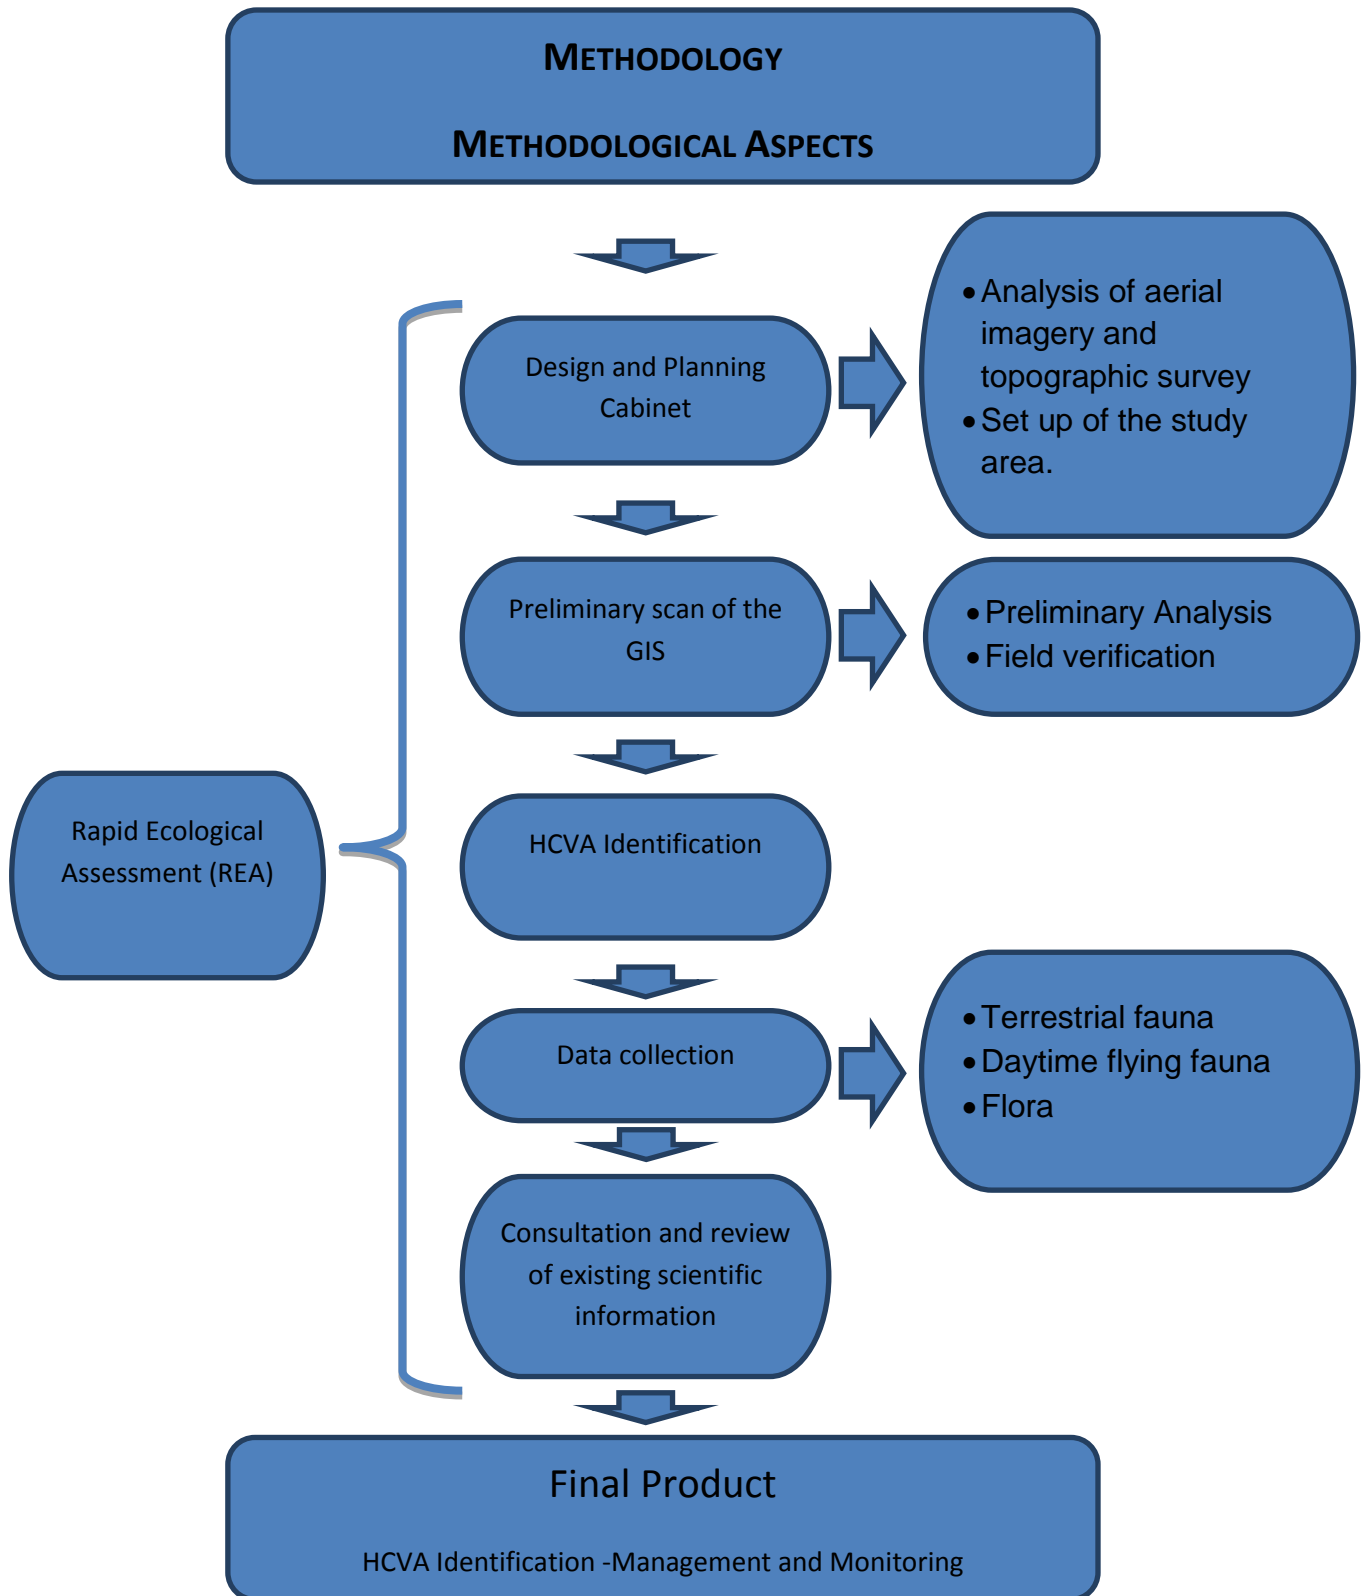 METHODOLOGY
METHODOLOGICAL ASPECTS
Design and Planning
Cabinet
•Analysis of aerial
imagery and
topographic survey
•Set up of the study
area.
Preliminary scan of the
GIS
•Preliminary Analysis
•Field verification
Rapid Ecological
Assessment (REA)
HCVA Identification
Data collection
•Terrestrial fauna
•Daytime flying fauna
•Flora
Consultation and review
of existing scientific
information
Final Product
HCVA Identification -Management and Monitoring